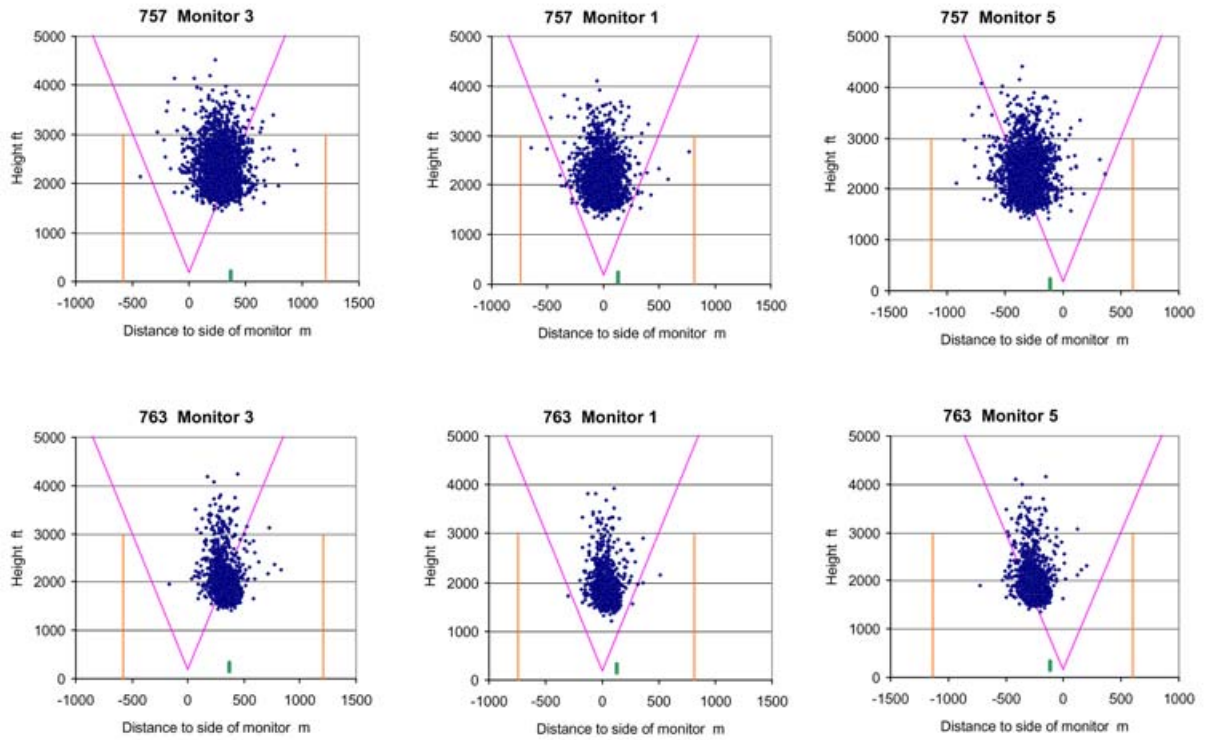 757 Monitor 3
5000
4000
3000
2000
1000
0
Height ft
-1000 -500 0 500 1000 1500
Distance to side of monitor m
757 Monitor 1
5000
4000
3000
2000
1000
0
Height ft
-1000 -500 0 500 1000 1500
Distance to side of monitor m
757 Monitor 5
5000
4000
3000
2000
1000
0
Height ft
-1500 -1000 -500 0 500 1000
Distance to side of monitor m
763 Monitor 3
5000
4000
3000
2000
1000
0
Height ft
-1000 -500 0 500 1000 1500
Distance to side of monitor m
763 Monitor 1
5000
4000
3000
2000
1000
0
Height ft
-1000 -500 0 500 1000 1500
Distance to side of monitor m
763 Monitor 5
5000
4000
3000
2000
1000
0
Height ft
-1500 -1000 -500 0 500 1000
Distance to side of monitor m